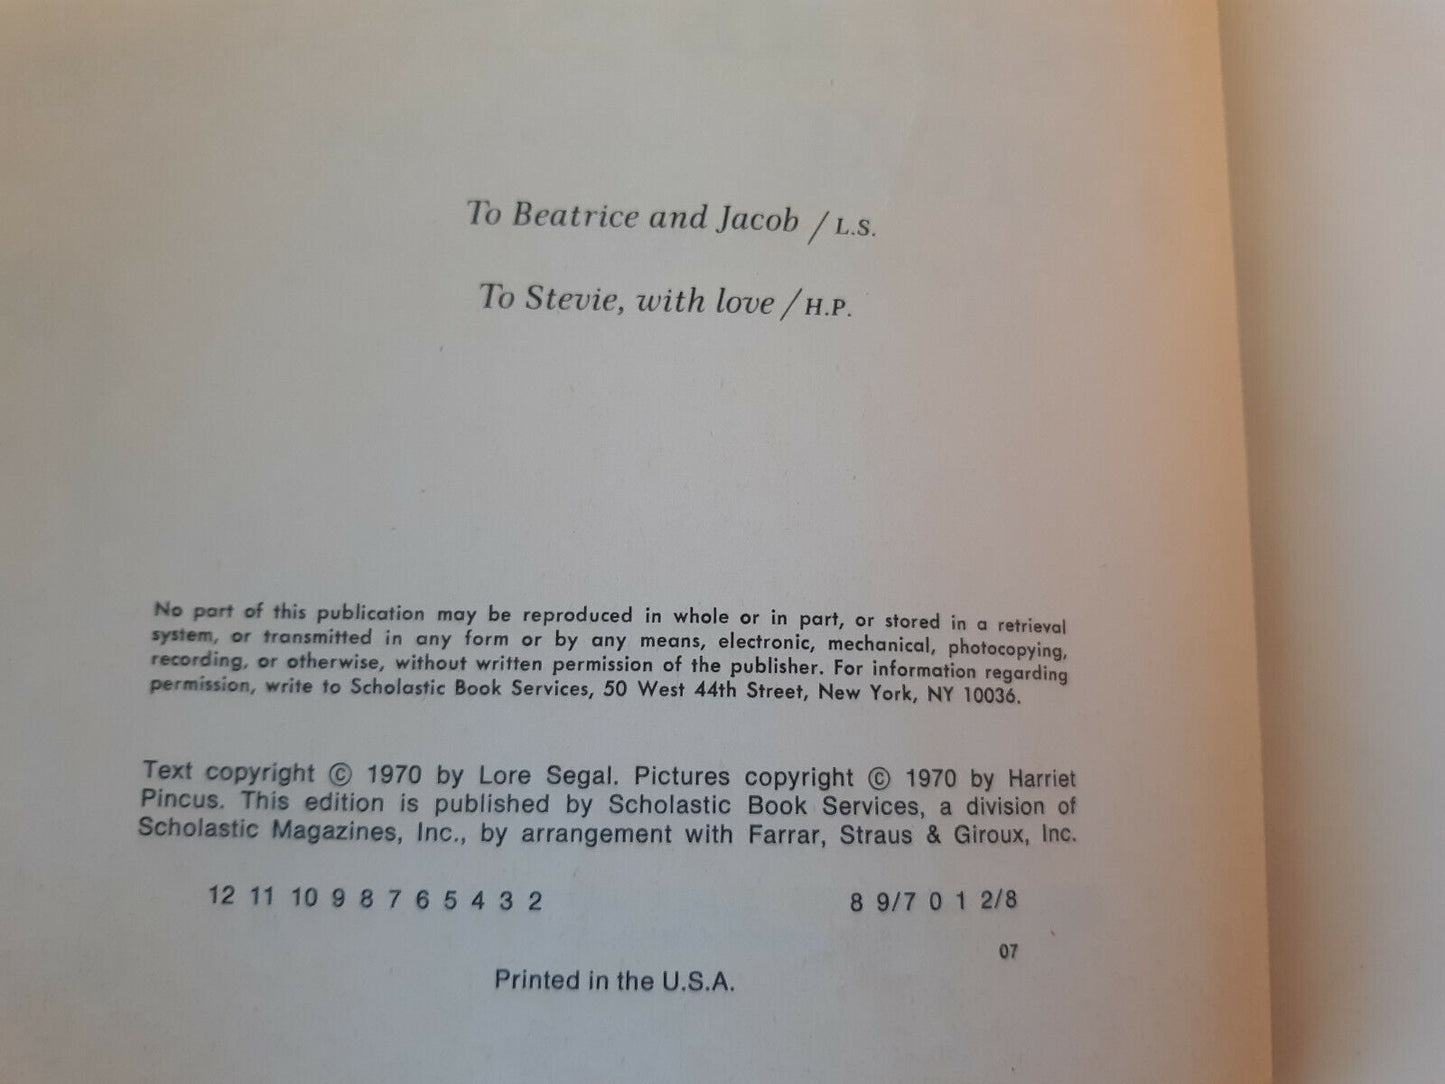 To Beatrice and Jacob / L.S.
To Stevie, with love / H.P.
No part of this publication may be reproduced in whole or in part, or stored in a retrieval
system, or transmitted in any form or by any means, electronic, mechanical, photocopying,
recording, or otherwise, without written permission of the publisher. For information regarding
permission, write to Scholastic Book Services, 50 West 44th Street, New York, NY 10036.
Text copyright © 1970 by Lore Segal. Pictures copyright © 1970 by Harriet
Pincus. This edition is published by Scholastic Book Services, a division of
Scholastic Magazines, Inc., by arrangement with Farrar, Straus & Giroux, Inc.
12 11 10 9 8 7 6 5 4 3 2 8 9/7 0 1 2/8
07
Printed in the U.S.A.